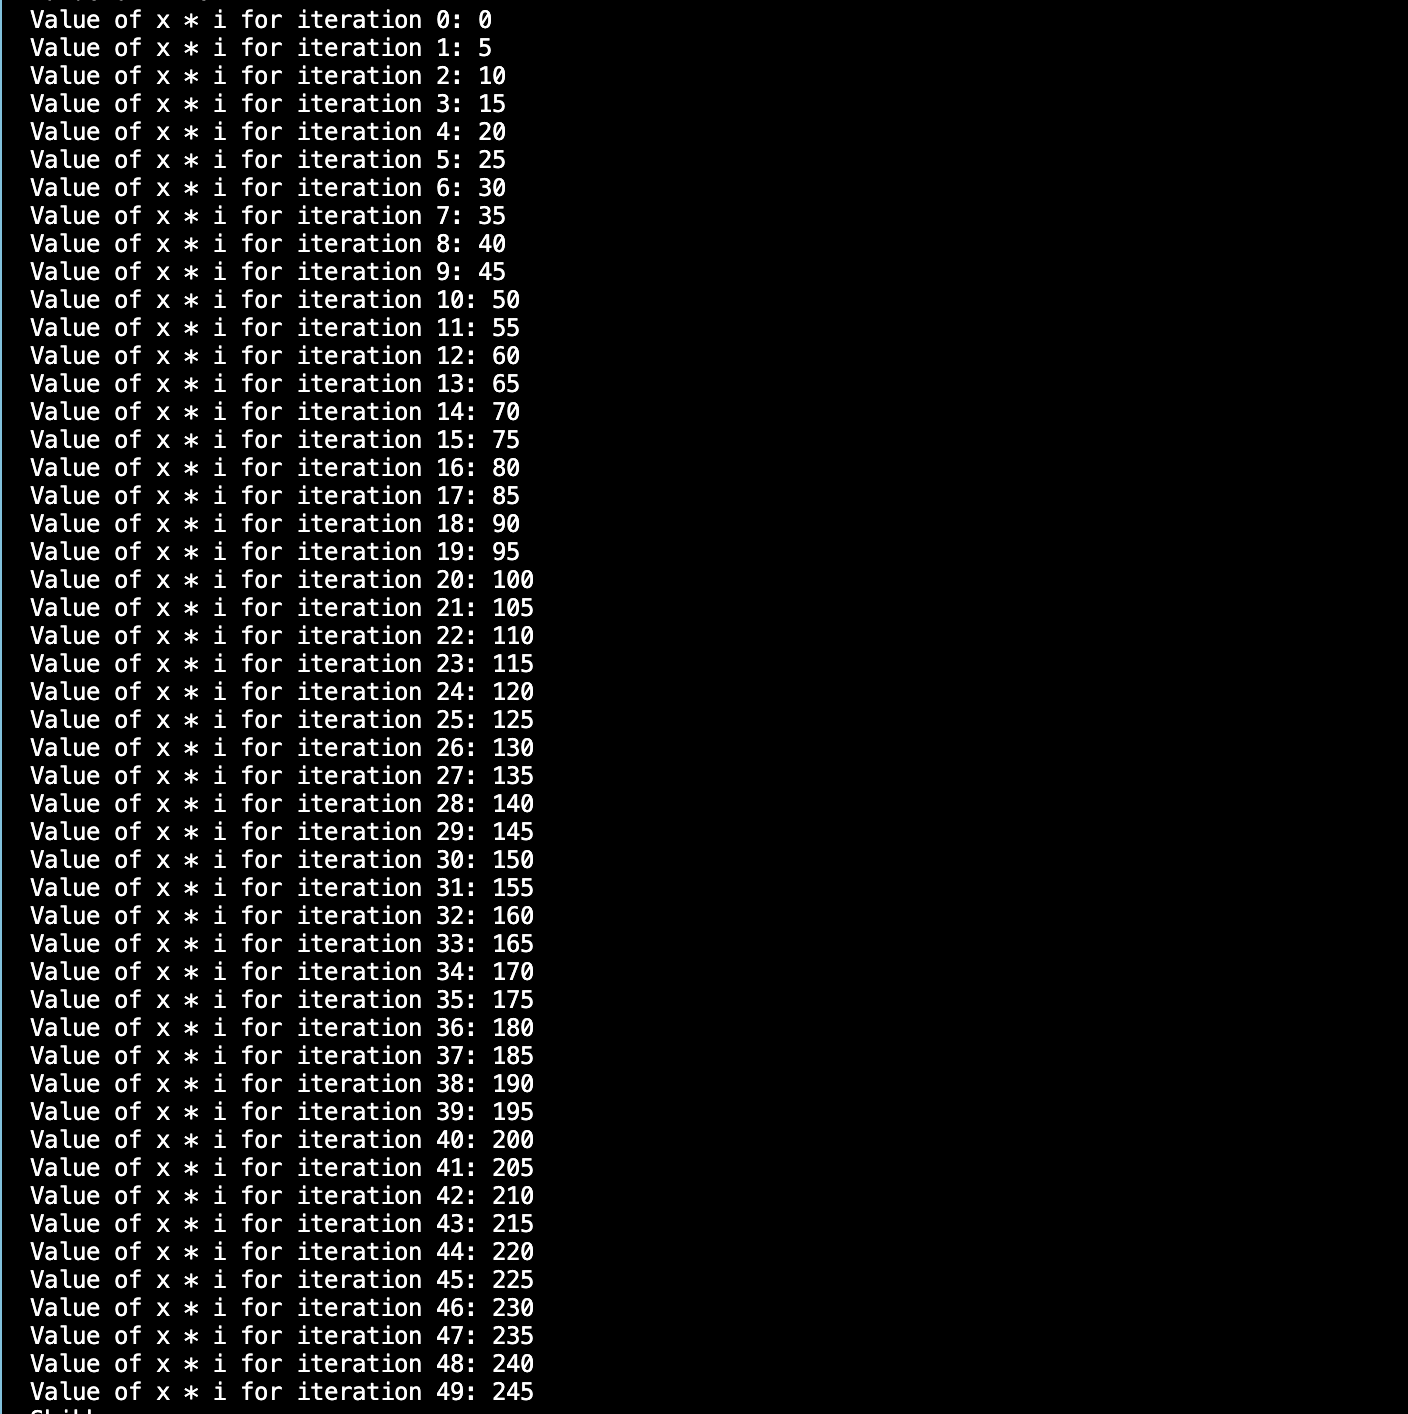 Value of x * i for iteration 0: 0
Value of x * i for iteration 1: 5
Value of x * i for iteration 2: 10
Value of x * i for iteration 3: 15
Value of x * i for iteration 4: 20
Value of x * i for iteration 5: 25
Value of x * i for iteration 6: 30
Value of x * i for iteration 7: 35
Value of x * i for iteration 8: 40
Value of x * i for iteration 9: 45
Value of x * i for iteration 10: 50
Value of x * i for iteration 11: 55
Value of x * i for iteration 12: 60
Value of x * i for iteration 13: 65
Value of x * i for iteration 14: 70
Value of x * i for iteration 15: 75
Value of x * i for iteration 16: 80
Value of x * i for iteration 17: 85
Value of x * i for iteration 18: 90
Value of x * i for iteration 19: 95
Value of x * i for iteration 20: 100
Value of x * i for iteration 21: 105
Value of x * i for iteration 22: 110
Value of x * i for iteration 23: 115
Value of x * i for iteration 24: 120
Value of x * i for iteration 25: 125
Value of x * i for iteration 26: 130
Value of x * i for iteration 27: 135
Value of x * i for iteration 28: 140
Value of x * i for iteration 29: 145
Value of x * i for iteration 30: 150
Value of x * i for iteration 31: 155
Value of x * i for iteration 32: 160
Value of x * i for iteration 33: 165
Value of x * i for iteration 34: 170
Value of x * i for iteration 35: 175
Value of x * i for iteration 36: 180
Value of x * i for iteration 37: 185
Value of x * i for iteration 38: 190
Value of x * i for iteration 39: 195
Value of x * i for iteration 40: 200
Value of x * i for iteration 41: 205
Value of x * i for iteration 42: 210
Value of x * i for iteration 43: 215
Value of x * i for iteration 44: 220
Value of x * i for iteration 45: 225
Value of x * i for iteration 46: 230
Value of x * i for iteration 47: 235
Value of x * i for iteration 48: 240
Value of x * i for iteration 49: 245